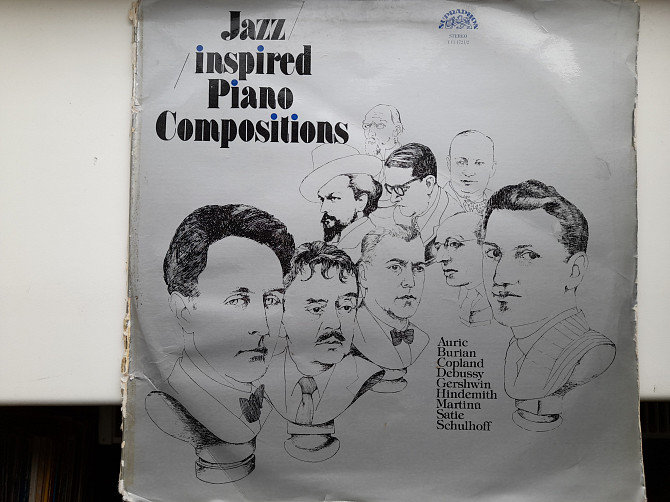 Jazz
inspired
Piano
Compositions
SUPRAPHON
STEREO
Auric
Burian
Copland
Debussy
Gershwin
Hindemith
Martinu
Satie
Schulhoff